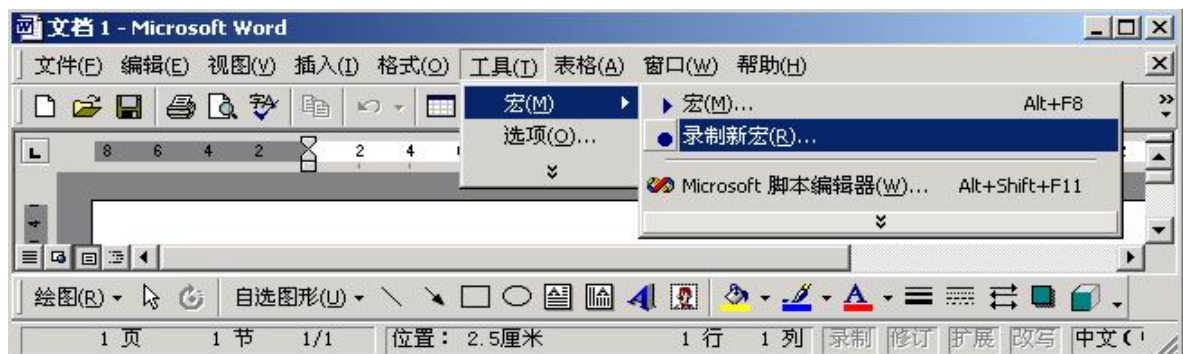 文档 1 - Microsoft Word
文件(F) 编辑(E) 视图(V) 插入(I) 格式(O) 工具(T) 表格(A) 窗口(W) 帮助(H)
宏(M)
选项(O)...
宏(M)... Alt+F8
录制新宏(R)...
Microsoft 脚本编辑器(W)... Alt+Shift+F11
L 8 6 4 2 2 4
4
绘图(R) 自选图形(U)
1 页 1 节 1/1 位置： 2.5厘米 1 行 1 列 录制 修订 扩展 改写 中文(